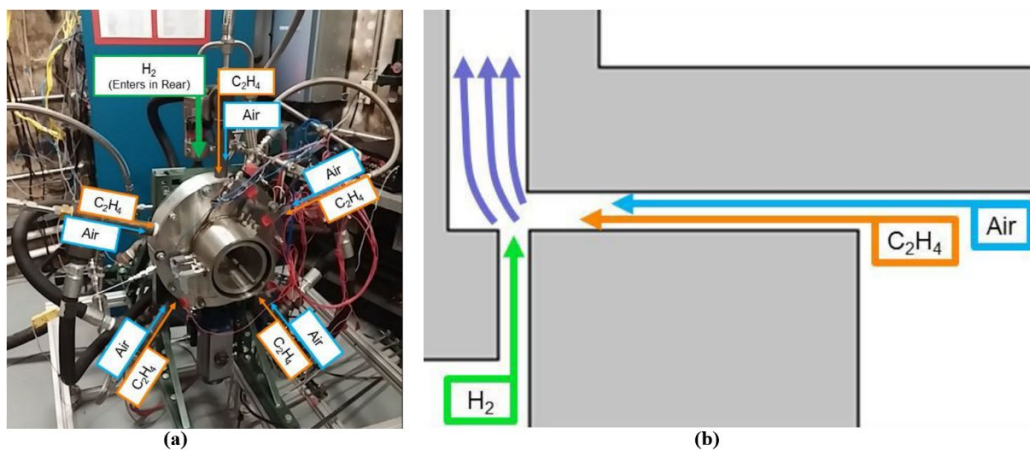 H₂
(Enters in Rear)
C₂H₄
Air
Air
C₂H₄
C₂H₄
Air
Air
C₂H₄
Air
C₂H₄
(a)
Air
C₂H₄
H₂
(b)